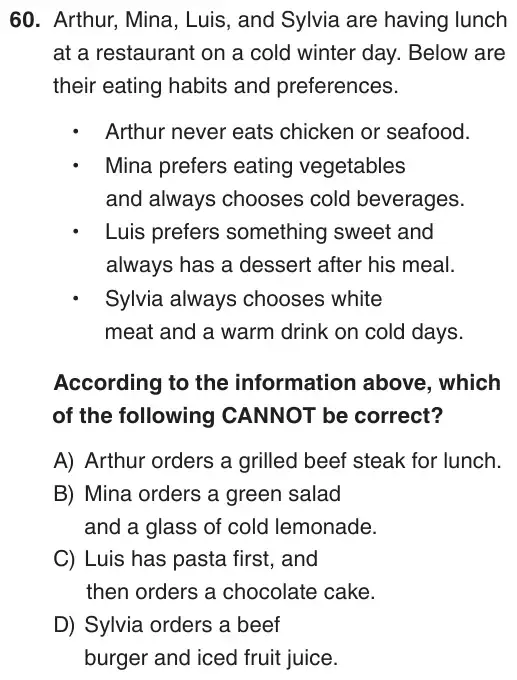 60. Arthur, Mina, Luis, and Sylvia are having lunch
at a restaurant on a cold winter day. Below are
their eating habits and preferences.
• Arthur never eats chicken or seafood.
• Mina prefers eating vegetables
and always chooses cold beverages.
• Luis prefers something sweet and
always has a dessert after his meal.
• Sylvia always chooses white
meat and a warm drink on cold days.
According to the information above, which
of the following CANNOT be correct?
A) Arthur orders a grilled beef steak for lunch.
B) Mina orders a green salad
and a glass of cold lemonade.
C) Luis has pasta first, and
then orders a chocolate cake.
D) Sylvia orders a beef
burger and iced fruit juice.